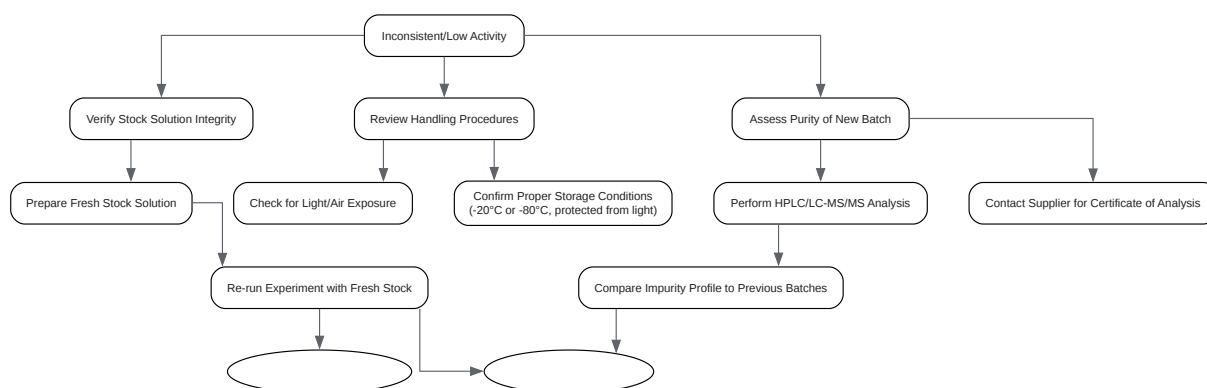 Inconsistent/Low Activity
Verify Stock Solution Integrity
Review Handling Procedures
Assess Purity of New Batch
Prepare Fresh Stock Solution
Check for Light/Air Exposure
Confirm Proper Storage Conditions
(-20°C or -80°C, protected from light)
Perform HPLC/LC-MS/MS Analysis
Contact Supplier for Certificate of Analysis
Re-run Experiment with Fresh Stock
Compare Impurity Profile to Previous Batches